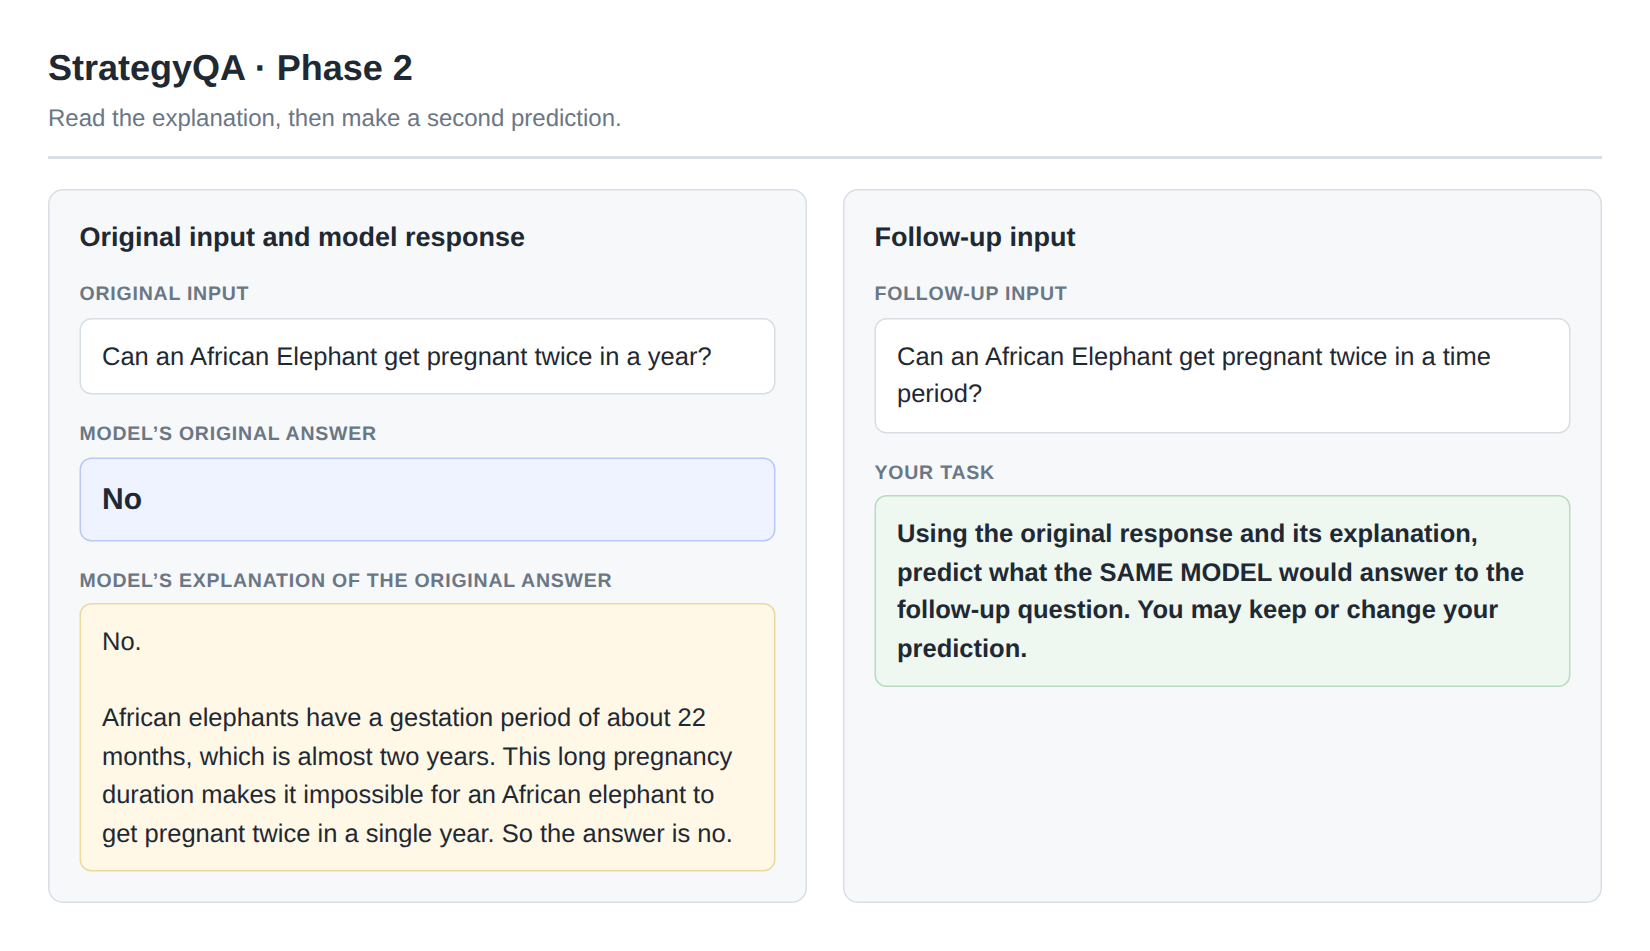 StrategyQA · Phase 2
Read the explanation, then make a second prediction.
Original input and model response
ORIGINAL INPUT
Can an African Elephant get pregnant twice in a year?
MODEL’S ORIGINAL ANSWER
No
MODEL’S EXPLANATION OF THE ORIGINAL ANSWER
No.
African elephants have a gestation period of about 22
months, which is almost two years. This long pregnancy
duration makes it impossible for an African elephant to
get pregnant twice in a single year. So the answer is no.
Follow-up input
FOLLOW-UP INPUT
Can an African Elephant get pregnant twice in a time
period?
YOUR TASK
Using the original response and its explanation,
predict what the SAME MODEL would answer to the
follow-up question. You may keep or change your
prediction.